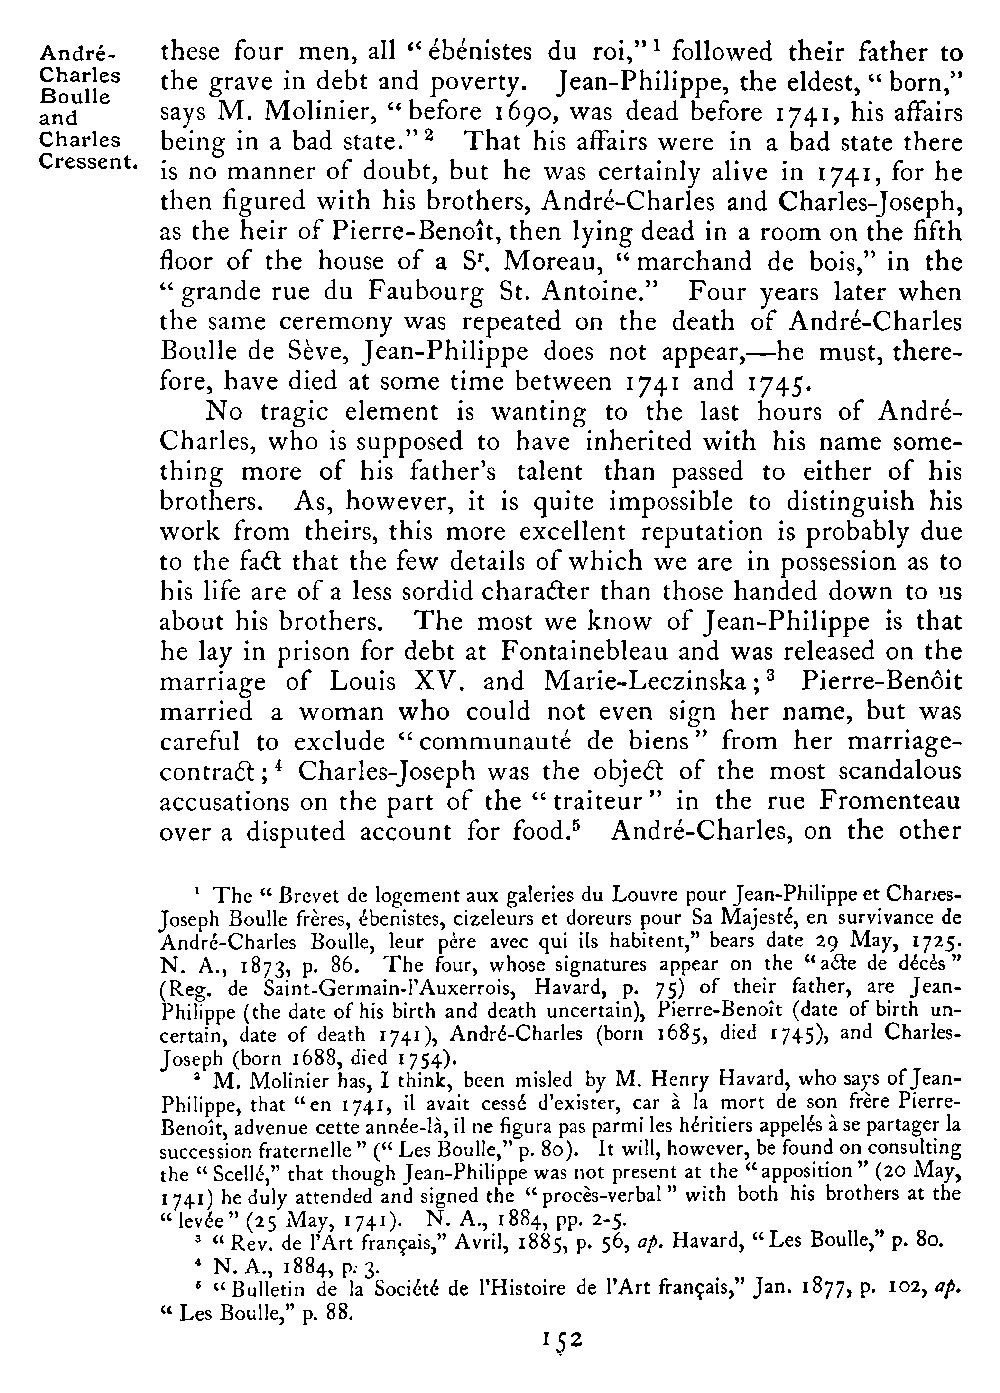 André-
Charles
Boulle
and
Charles
Cressent.
these four men, all “ébénistes du roi,”¹ followed their father to
the grave in debt and poverty. Jean-Philippe, the eldest, “born,”
says M. Molinier, “before 1690, was dead before 1741, his affairs
being in a bad state.”² That his affairs were in a bad state there
is no manner of doubt, but he was certainly alive in 1741, for he
then figured with his brothers, André-Charles and Charles-Joseph,
as the heir of Pierre-Benoît, then lying dead in a room on the fifth
floor of the house of a Sʳ. Moreau, “marchand de bois,” in the
“grande rue du Faubourg St. Antoine.” Four years later when
the same ceremony was repeated on the death of André-Charles
Boulle de Sève, Jean-Philippe does not appear,—he must, there-
fore, have died at some time between 1741 and 1745.
No tragic element is wanting to the last hours of André-
Charles, who is supposed to have inherited with his name some-
thing more of his father’s talent than passed to either of his
brothers. As, however, it is quite impossible to distinguish his
work from theirs, this more excellent reputation is probably due
to the fact that the few details of which we are in possession as to
his life are of a less sordid character than those handed down to us
about his brothers. The most we know of Jean-Philippe is that
he lay in prison for debt at Fontainebleau and was released on the
marriage of Louis XV. and Marie-Leczinska;³ Pierre-Benôit
married a woman who could not even sign her name, but was
careful to exclude “communauté de biens” from her marriage-
contract;⁴ Charles-Joseph was the object of the most scandalous
accusations on the part of the “traiteur” in the rue Fromenteau
over a disputed account for food.⁵ André-Charles, on the other
¹ The “Brevet de logement aux galeries du Louvre pour Jean-Philippe et Charles-
Joseph Boulle frères, ébenistes, cizeleurs et doreurs pour Sa Majesté, en survivance de
André-Charles Boulle, leur père avec qui ils habitent,” bears date 29 May, 1725.
N. A., 1873, p. 86. The four, whose signatures appear on the “acte de décès”
(Reg. de Saint-Germain-l’Auxerrois, Havard, p. 75) of their father, are Jean-
Philippe (the date of his birth and death uncertain), Pierre-Benoît (date of birth un-
certain, date of death 1741), André-Charles (born 1685, died 1745), and Charles-
Joseph (born 1688, died 1754).
² M. Molinier has, I think, been misled by M. Henry Havard, who says of Jean-
Philippe, that “en 1741, il avait cessé d’exister, car à la mort de son frère Pierre-
Benoît, advenue cette année-là, il ne figura pas parmi les héritiers appelés à se partager la
succession fraternelle” (“Les Boulle,” p. 80). It will, however, be found on consulting
the “Scellé,” that though Jean-Philippe was not present at the “apposition” (20 May,
1741) he duly attended and signed the “procès-verbal” with both his brothers at the
“levée” (25 May, 1741). N. A., 1884, pp. 2-5.
³ “Rev. de l’Art français,” Avril, 1885, p. 56, ap. Havard, “Les Boulle,” p. 80.
⁴ N. A., 1884, p. 3.
⁵ “Bulletin de la Société de l’Histoire de l’Art français,” Jan. 1877, p. 102, ap.
“Les Boulle,” p. 88.
152